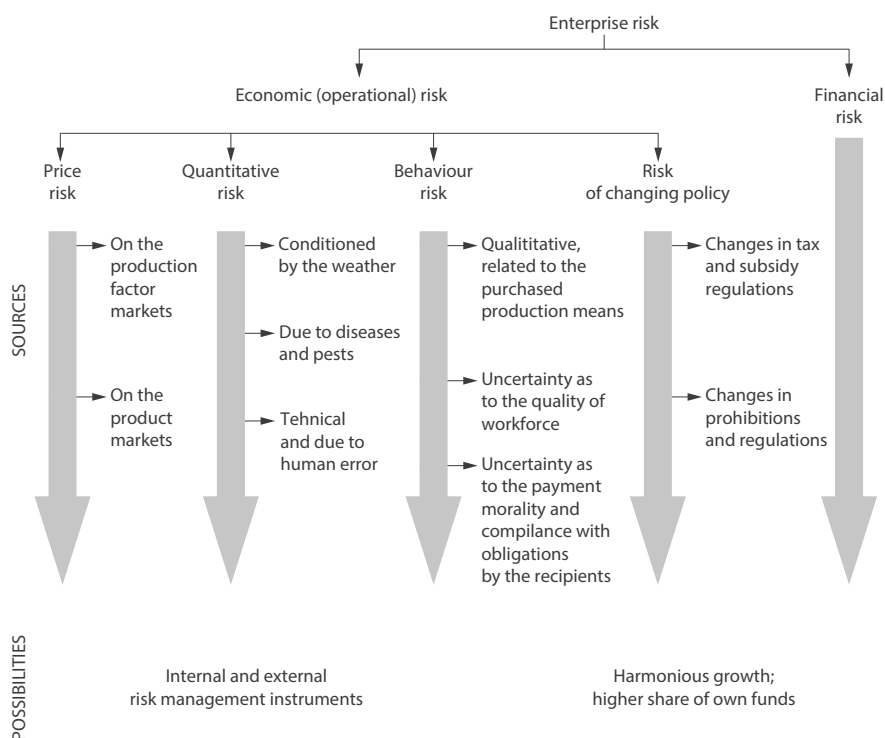 Enterprise risk
Economic (operational) risk
Financial
risk
Price
risk
Quantitative
risk
Behaviour
risk
Risk
of changing policy
SOURCES
On the
production
factor
markets
On the
product
markets
Conditioned
by the weather
Due to diseases
and pests
Tehnical
and due to
human error
Qualititative,
related to the
purchased
production means
Uncertainty as
to the quality of
workforce
Uncertainty as
to the payment
morality and
compilance with
obligations
by the recipients
Changes in tax
and subsidy
regulations
Changes in
prohibitions
and regulations
POSSIBILITIES
Internal and external
risk management instruments
Harmonious growth;
higher share of own funds